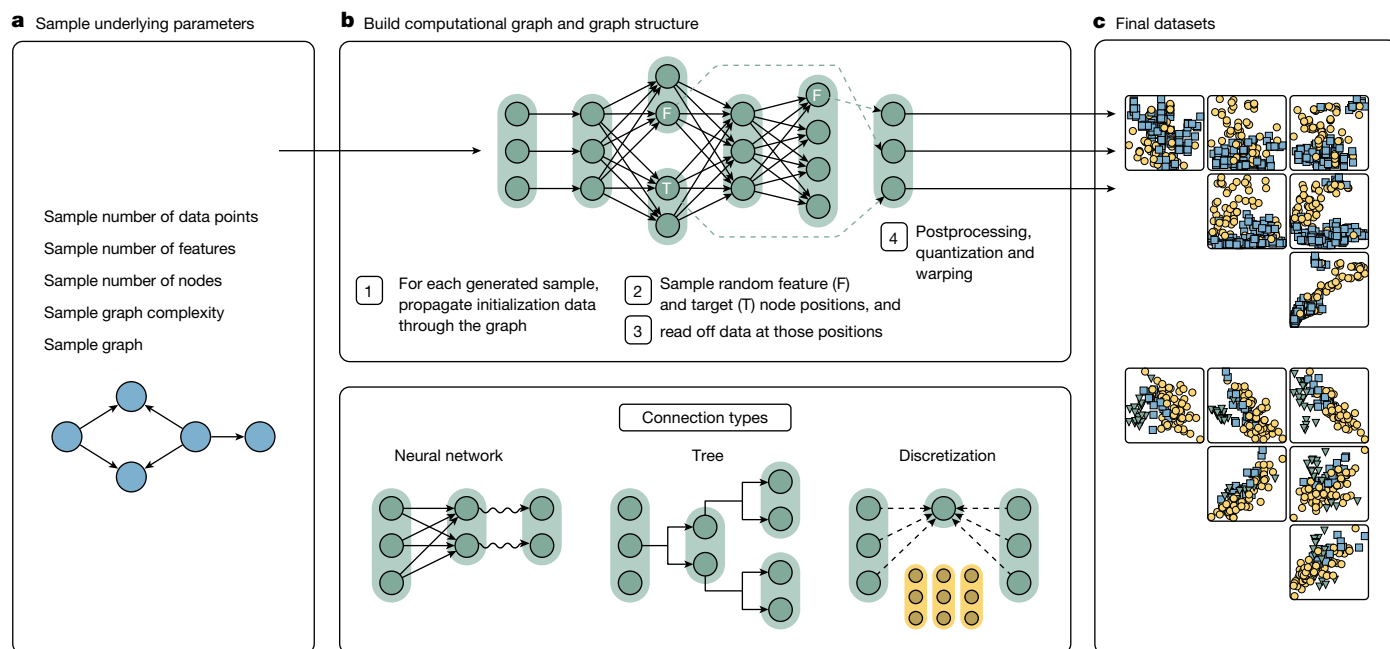 a Sample underlying parameters
Sample number of data points
Sample number of features
Sample number of nodes
Sample graph complexity
Sample graph
b Build computational graph and graph structure
F
T
F
1
For each generated sample,
propagate initialization data
through the graph
2
Sample random feature (F)
and target (T) node positions, and
3
read off data at those positions
4
Postprocessing,
quantization and
warping
Connection types
Neural network
Tree
Discretization
c Final datasets